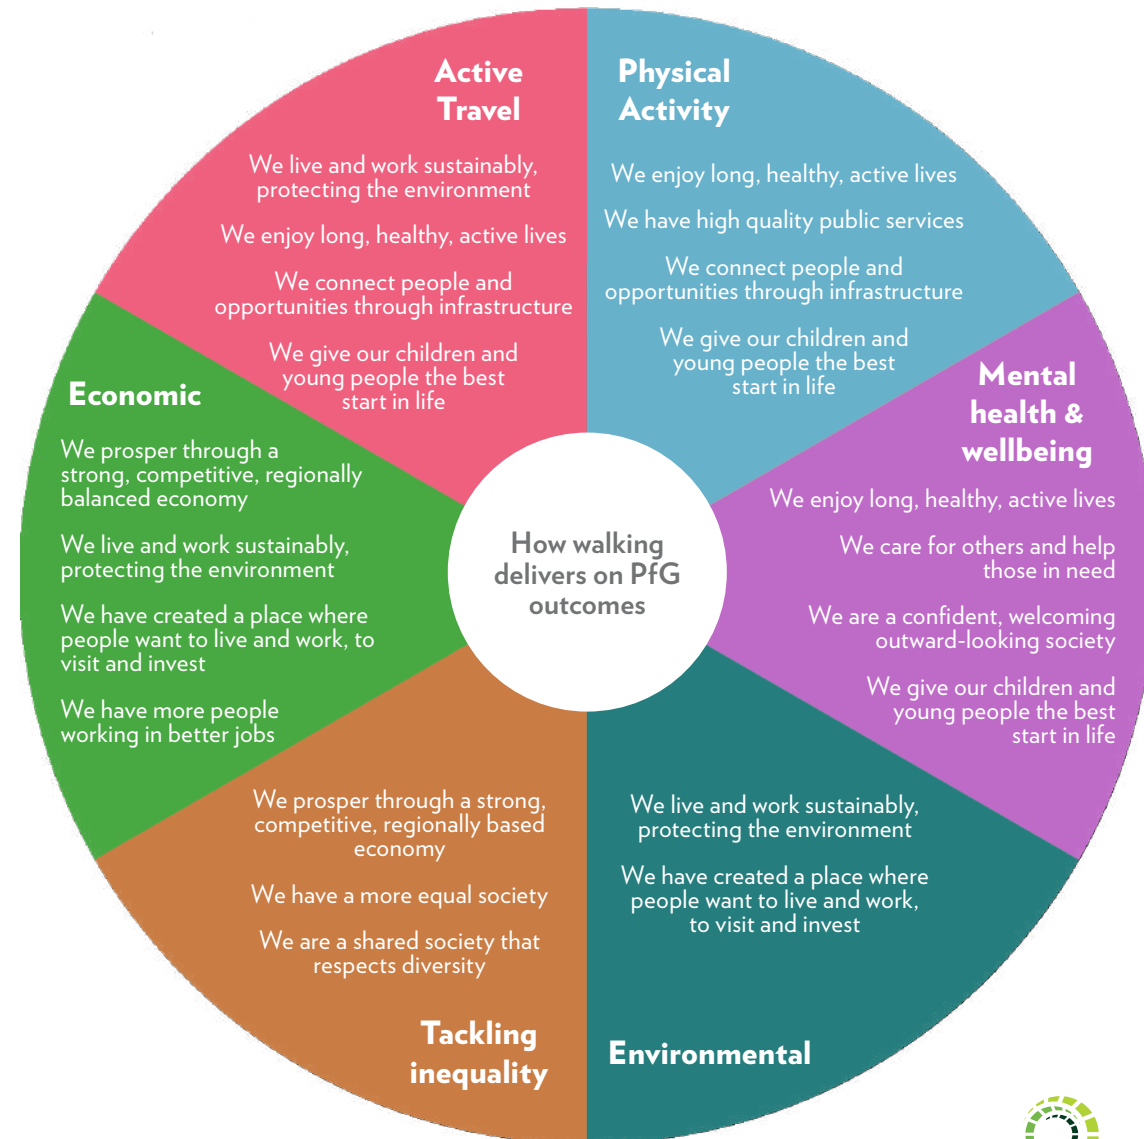 Active
Travel
We live and work sustainably,
protecting the environment
We enjoy long, healthy, active lives
We connect people and
opportunities through infrastructure
We give our children and
young people the best
start in life
Physical
Activity
We enjoy long, healthy, active lives
We have high quality public services
We connect people and
opportunities through infrastructure
We give our children and
young people the best
start in life
Mental
health &
wellbeing
We enjoy long, healthy, active lives
We care for others and help
those in need
We are a confident, welcoming
outward-looking society
We give our children and
young people the best
start in life
We live and work sustainably,
protecting the environment
We have created a place where
people want to live and work,
to visit and invest
Environmental
We prosper through a strong,
competitive, regionally based
economy
We have a more equal society
We are a shared society that
respects diversity
Tackling
inequality
Economic
We prosper through a
strong, competitive, regionally
balanced economy
We live and work sustainably,
protecting the environment
We have created a place where
people want to live and work, to
visit and invest
We have more people
working in better jobs
How walking
delivers on PfG
outcomes